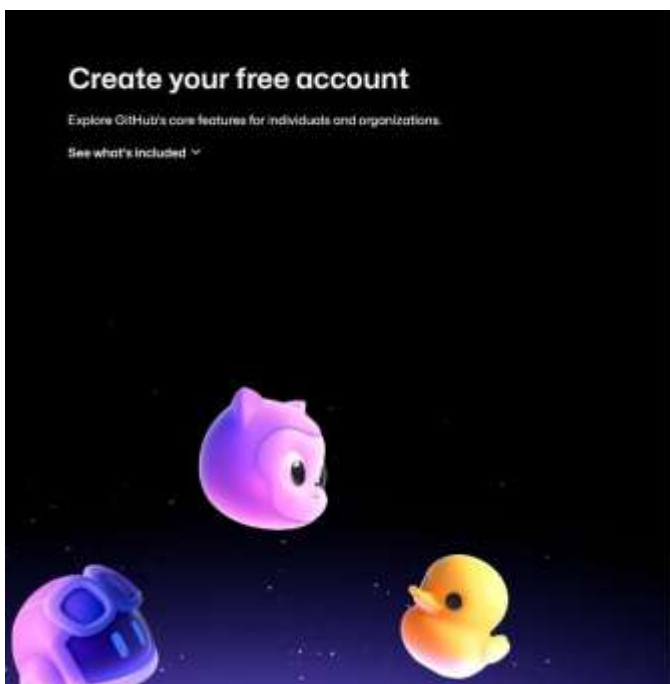 Create your free account
Explore GitHub's core features for individuals and organizations.
See what's included